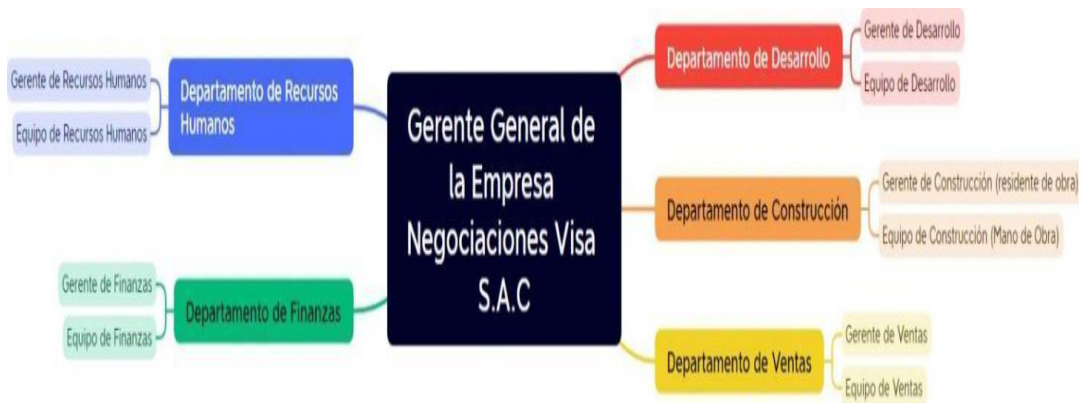 Gerente de Recursos Humanos
Equipo de Recursos Humanos
Departamento de Recursos
Humanos
Gerente de Finanzas
Equipo de Finanzas
Departamento de Finanzas
Gerente General de
la Empresa
Negociaciones Visa
S.A.C
Departamento de Desarrollo
Gerente de Desarrollo
Equipo de Desarrollo
Departamento de Construcción
Gerente de Construcción (residente de obra)
Equipo de Construcción (Mano de Obra)
Departamento de Ventas
Gerente de Ventas
Equipo de Ventas